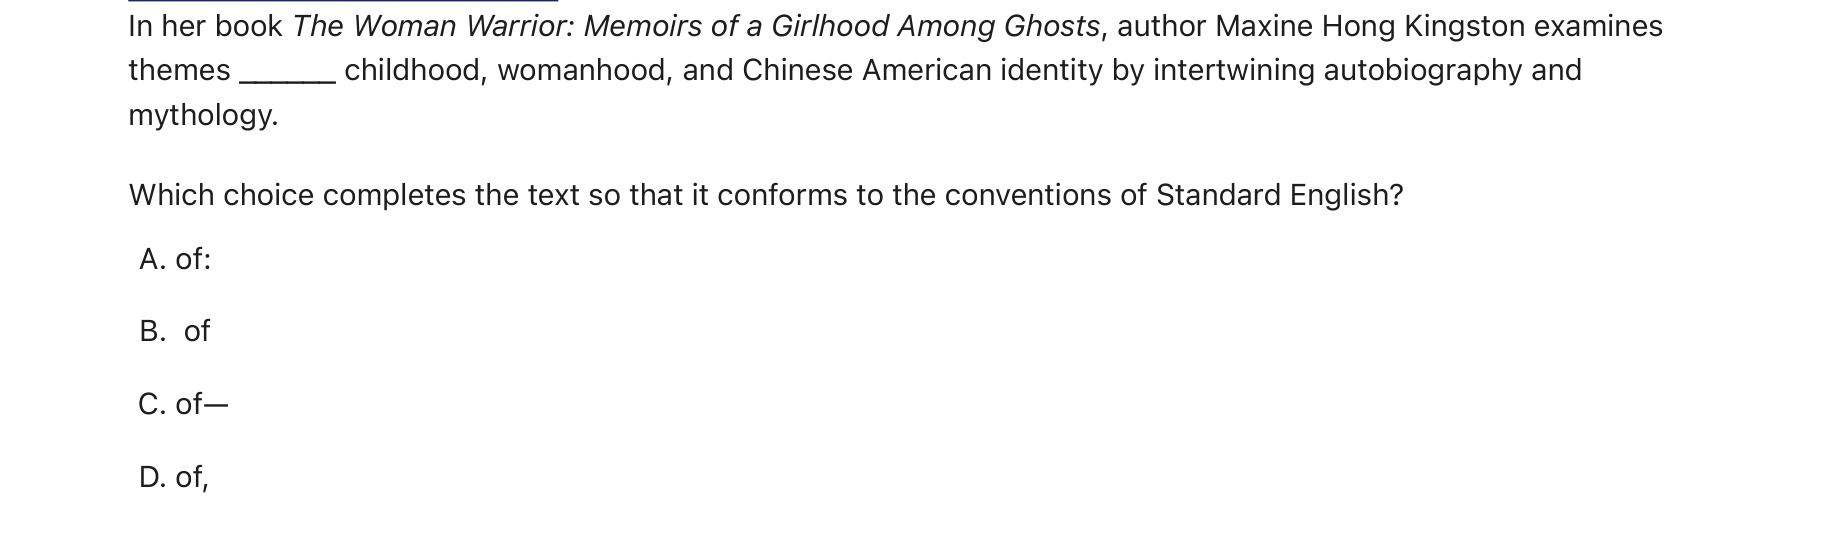 In her book The Woman Warrior: Memoirs of a Girlhood Among Ghosts, author Maxine Hong Kingston examines
themes ______ childhood, womanhood, and Chinese American identity by intertwining autobiography and
mythology.
Which choice completes the text so that it conforms to the conventions of Standard English?
A. of:
B. of
C. of—
D. of,